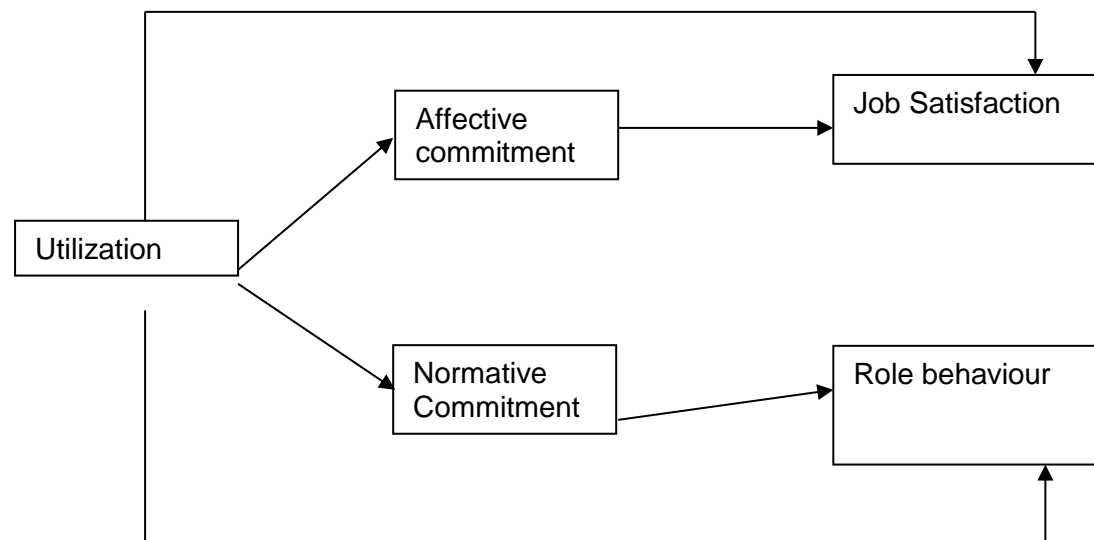 Job Satisfaction
Affective
commitment
Utilization
Normative
Commitment
Role behaviour